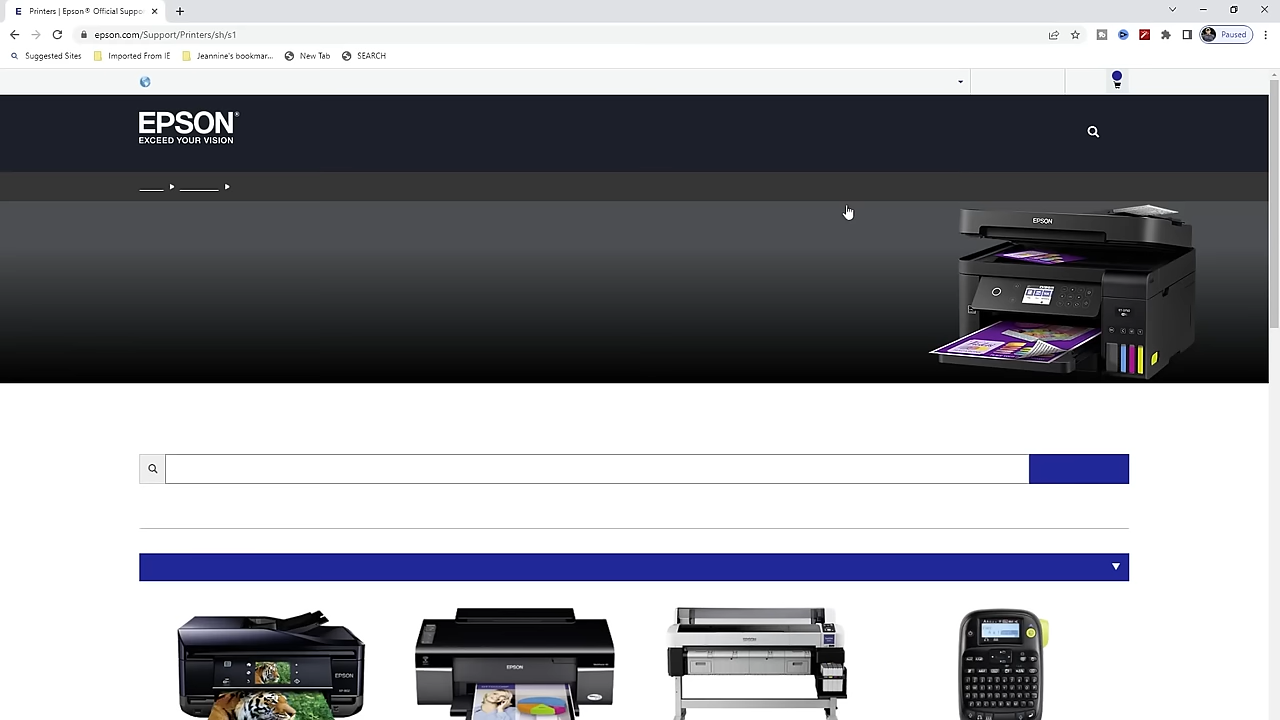 Printers | Epson® Official Suppo
epson.com/Support/Printers/sh/s1
Paused
Suggested Sites
Imported From IE
Jeannine's bookmar...
New Tab
SEARCH
EPSON®
EXCEED YOUR VISION
EPSON
EPSON
EPSON